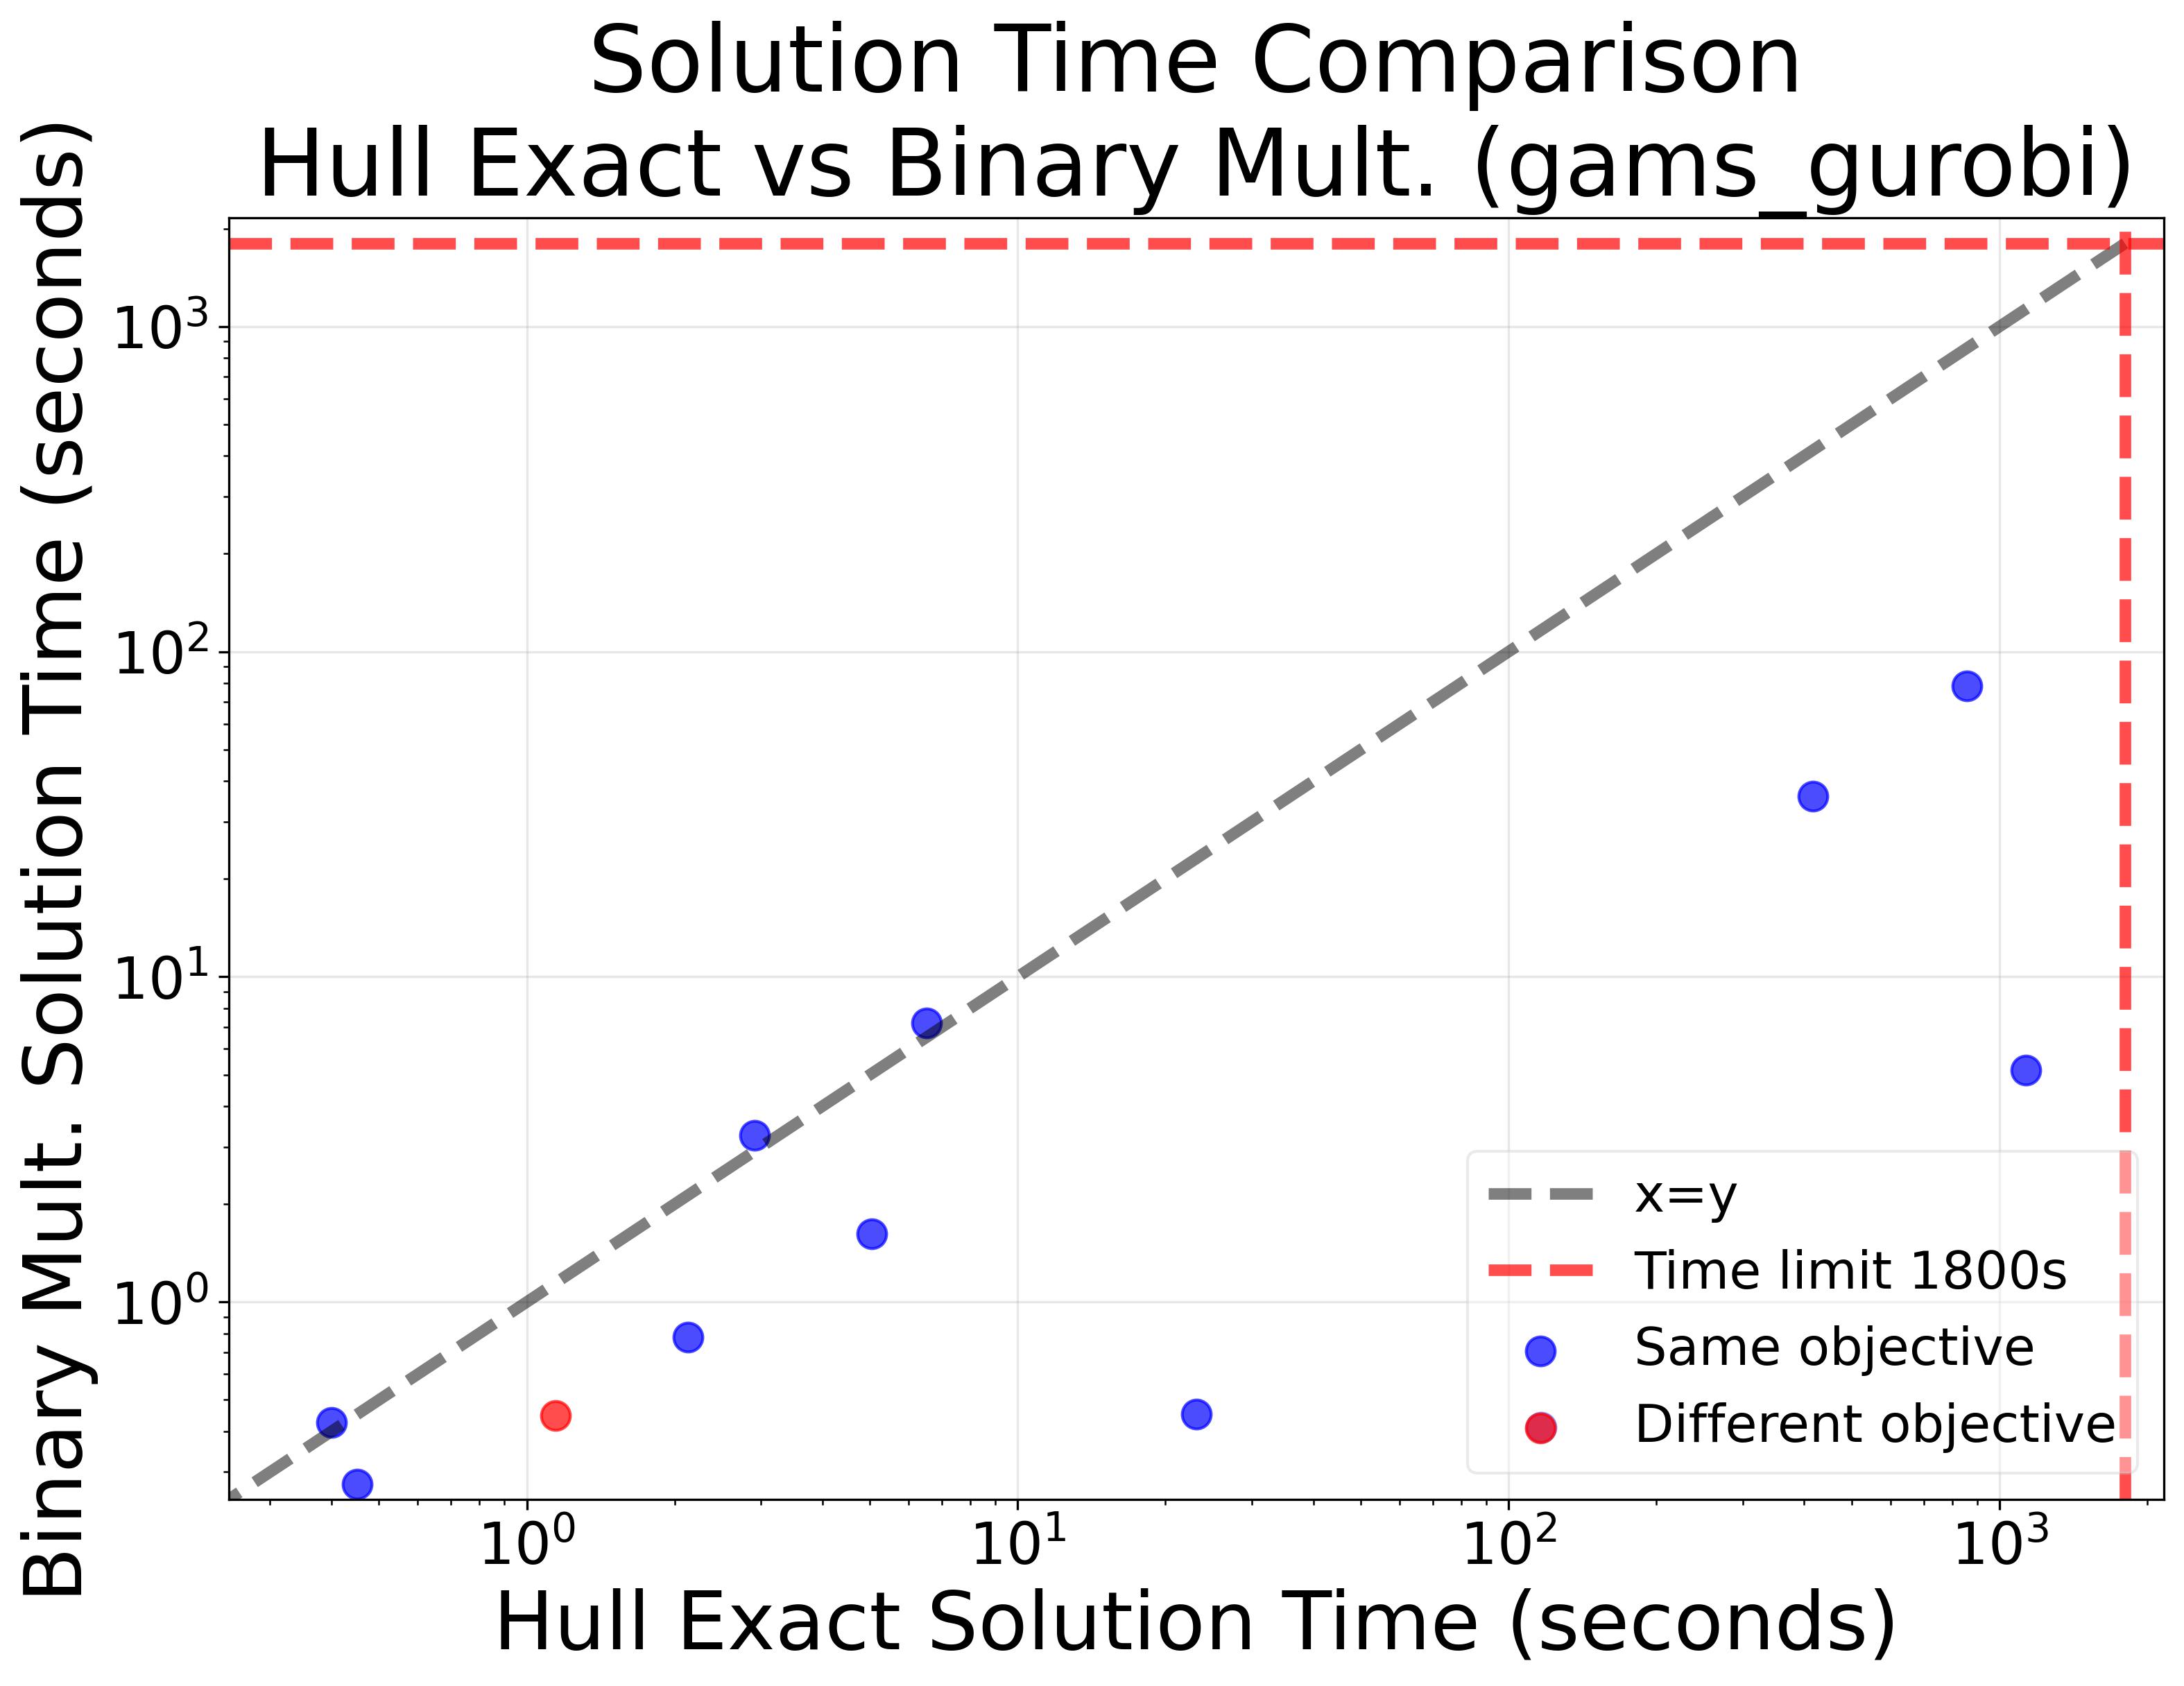 Solution Time Comparison
Hull Exact vs Binary Mult. (gams_gurobi)
Binary Mult. Solution Time (seconds)
10³
10²
10¹
10⁰
x=y
Time limit 1800s
Same objective
Different objective
10⁰ 10¹ 10² 10³
Hull Exact Solution Time (seconds)